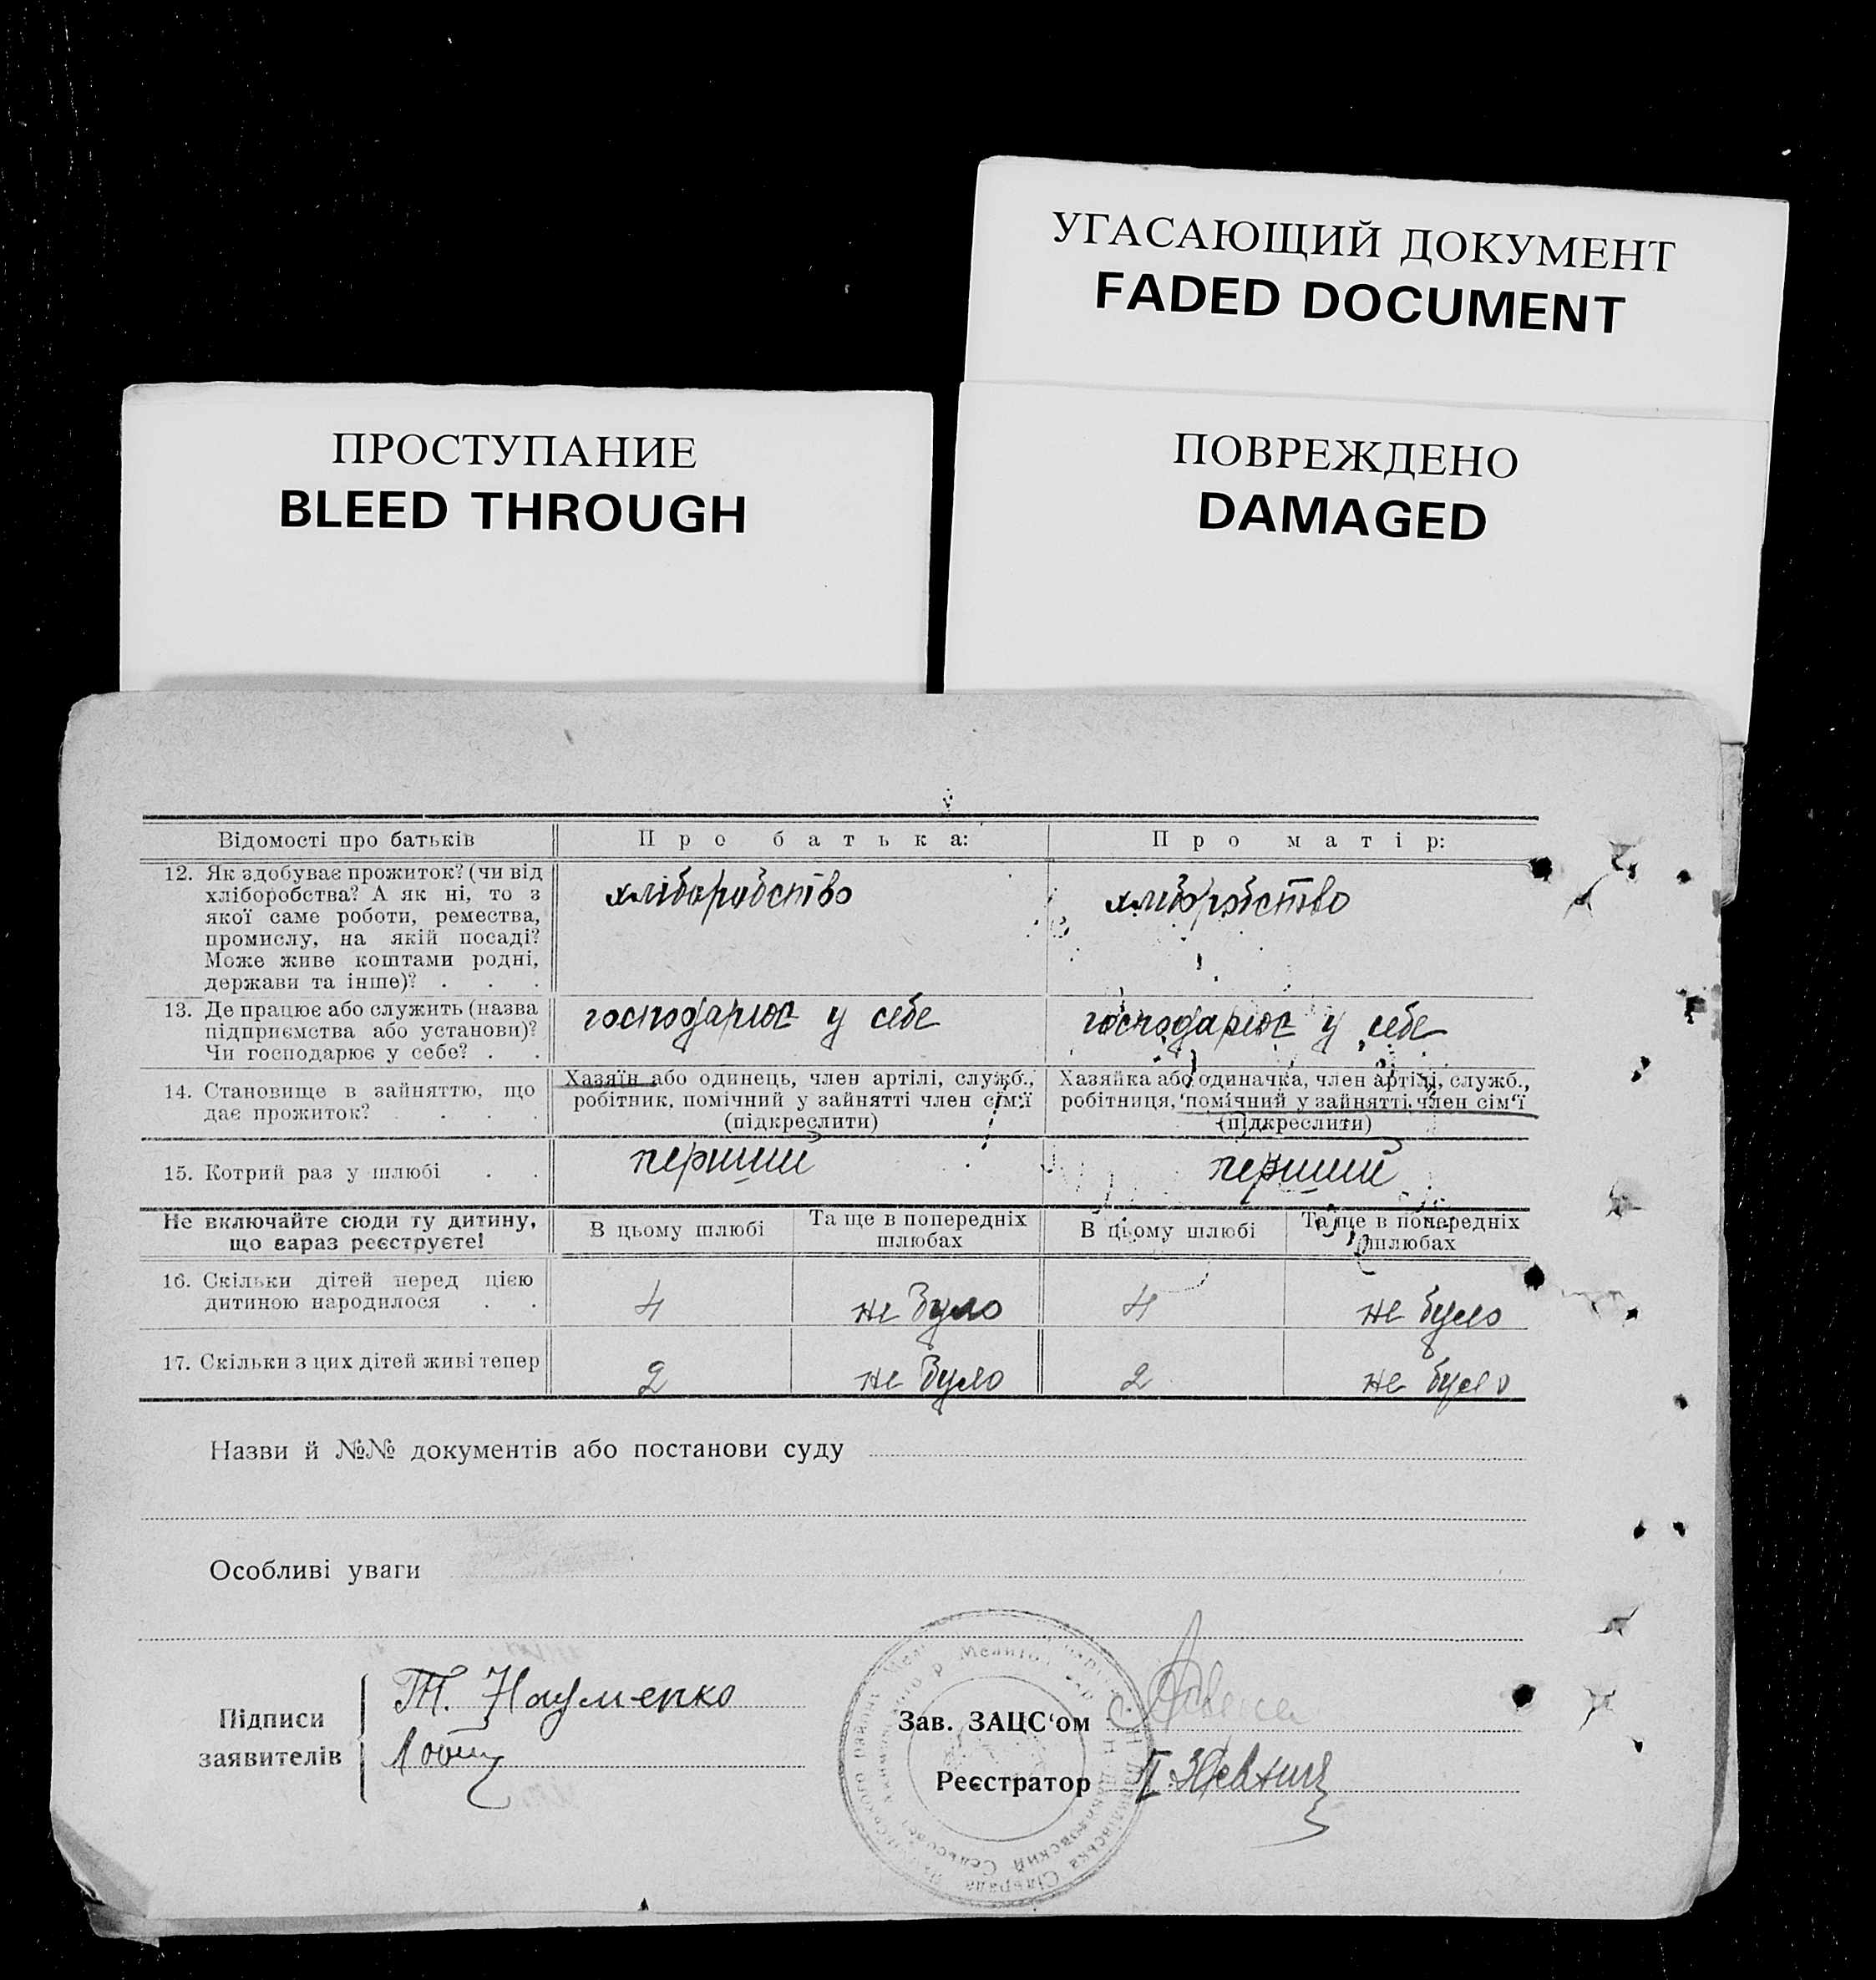 УГАСАЮЩИЙ ДОКУМЕНТ
FADED DOCUMENT
ПРОСТУПАНИЕ
BLEED THROUGH
ПОВРЕЖДЕНО
DAMAGED
Відомості про батьків
Про батька:
Про матір:
12. Як здобуває прожиток? (чи від
хліборобства? А як ні, то з
якої саме роботи, ремества,
промислу, на якій посаді?
Може живе коштами родні,
держави та інше)? . . .
хліборобство
хліборобство
13. Де працює або служить (назва
підприємства або установи)?
Чи господарює у себе? . .
господарює у себе
господарює у себе
14. Становище в зайняттю, що
дає прожиток? . . . .
Хазяїн або одинець, член артілі, служб.,
робітник, помічний у зайнятті член сім'ї
(підкреслити)
Хазяйка або одиначка, член артілі, служб.,
робітниця, помічний у зайнятті член сім'ї
(підкреслити)
15. Котрий раз у шлюбі . .
перший
перший
Не включайте сюди ту дитину,
що зараз реєструєте!
В цьому шлюбі
Та ще в попередніх
шлюбах
В цьому шлюбі
Та ще в попередніх
шлюбах
16. Скільки дітей перед цією
дитиною народилося . .
4
не було
4
не було
17. Скільки з цих дітей живі тепер
2
не було
2
не було
Назви й №№ документів або постанови суду
Особливі уваги
Підписи
заявителів
Т. Науменко
Зав. ЗАЦС'ом
Реєстратор